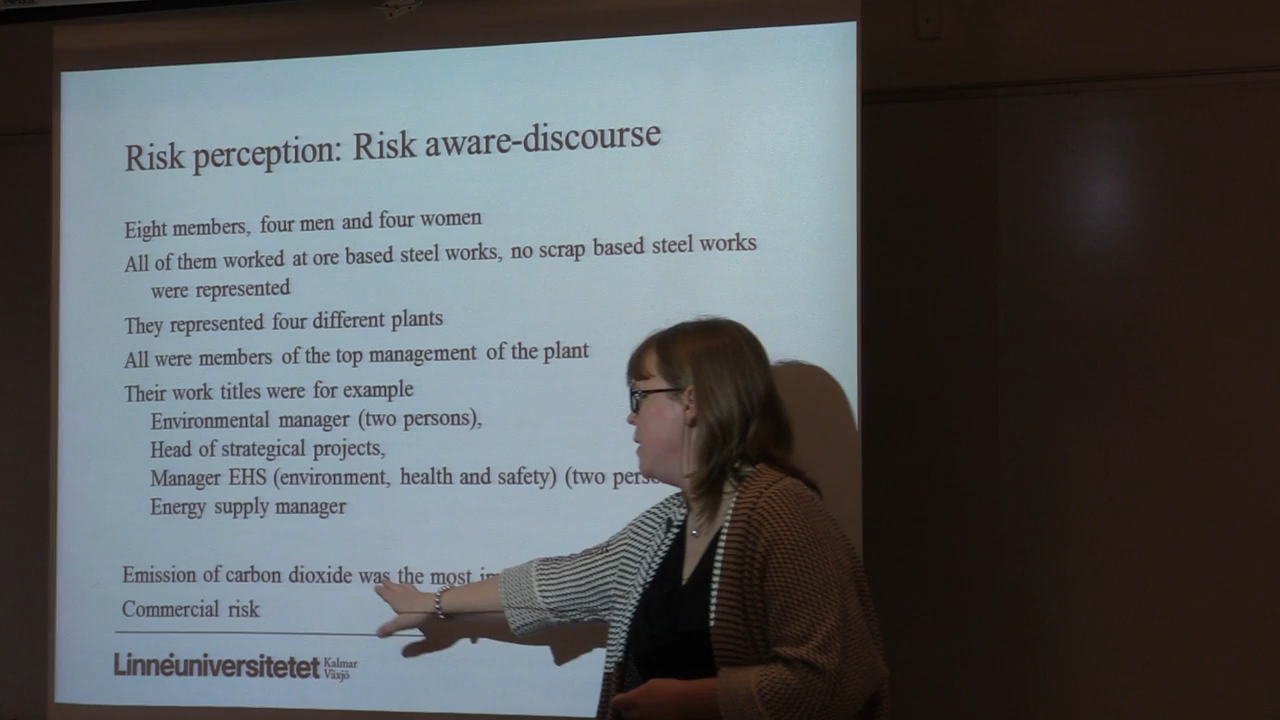 Risk perception: Risk aware-discourse
Eight members, four men and four women
All of them worked at ore based steel works, no scrap based steel works
were represented
They represented four different plants
All were members of the top management of the plant
Their work titles were for example
Environmental manager (two persons),
Head of strategical projects,
Manager EHS (environment, health and safety) (two
Energy supply manager
Emission of carbon dioxide was the most
Commercial risk
Linnéuniversitetet Kalmar
Växjö